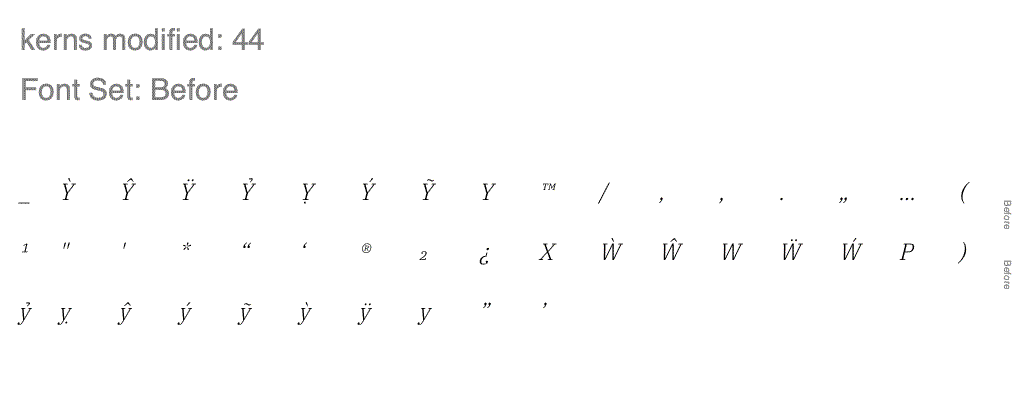 kerns modified: 44
Font Set: Before
_ Ỳ Ŷ Ÿ Ỷ Ỵ Ý Ỹ Y ™ / , ‚ . „ … (
¹ " ' * “ ‘ ® ₂ ¿ X Ẁ Ŵ W Ẅ Ẃ P )
ỷ ỵ ŷ ý ỹ ỳ ÿ y ” ’
Before
Before